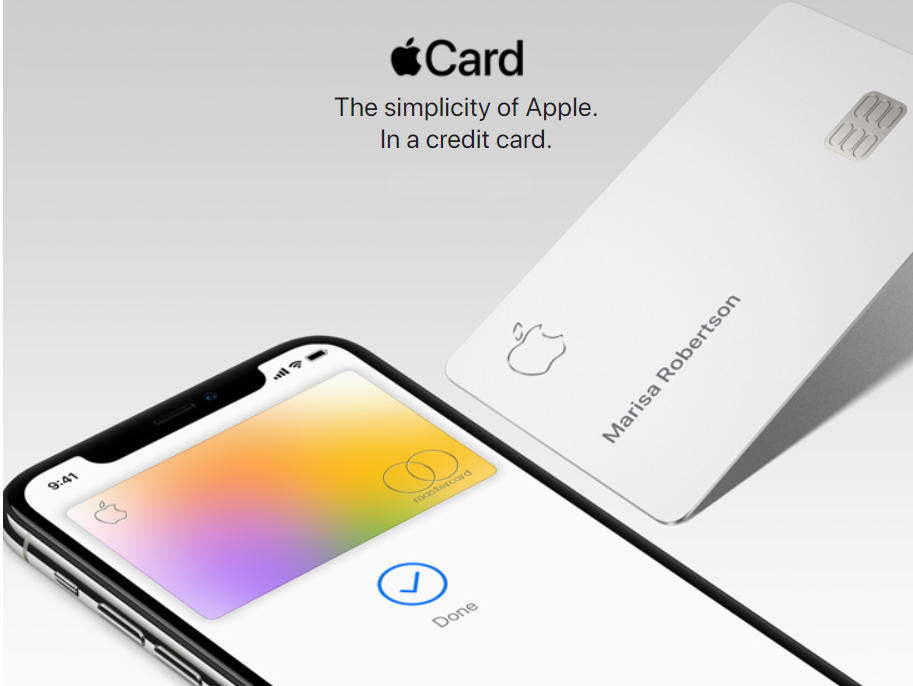 Card
The simplicity of Apple.
In a credit card.
Marisa Robertson
9:41
mastercard
Done